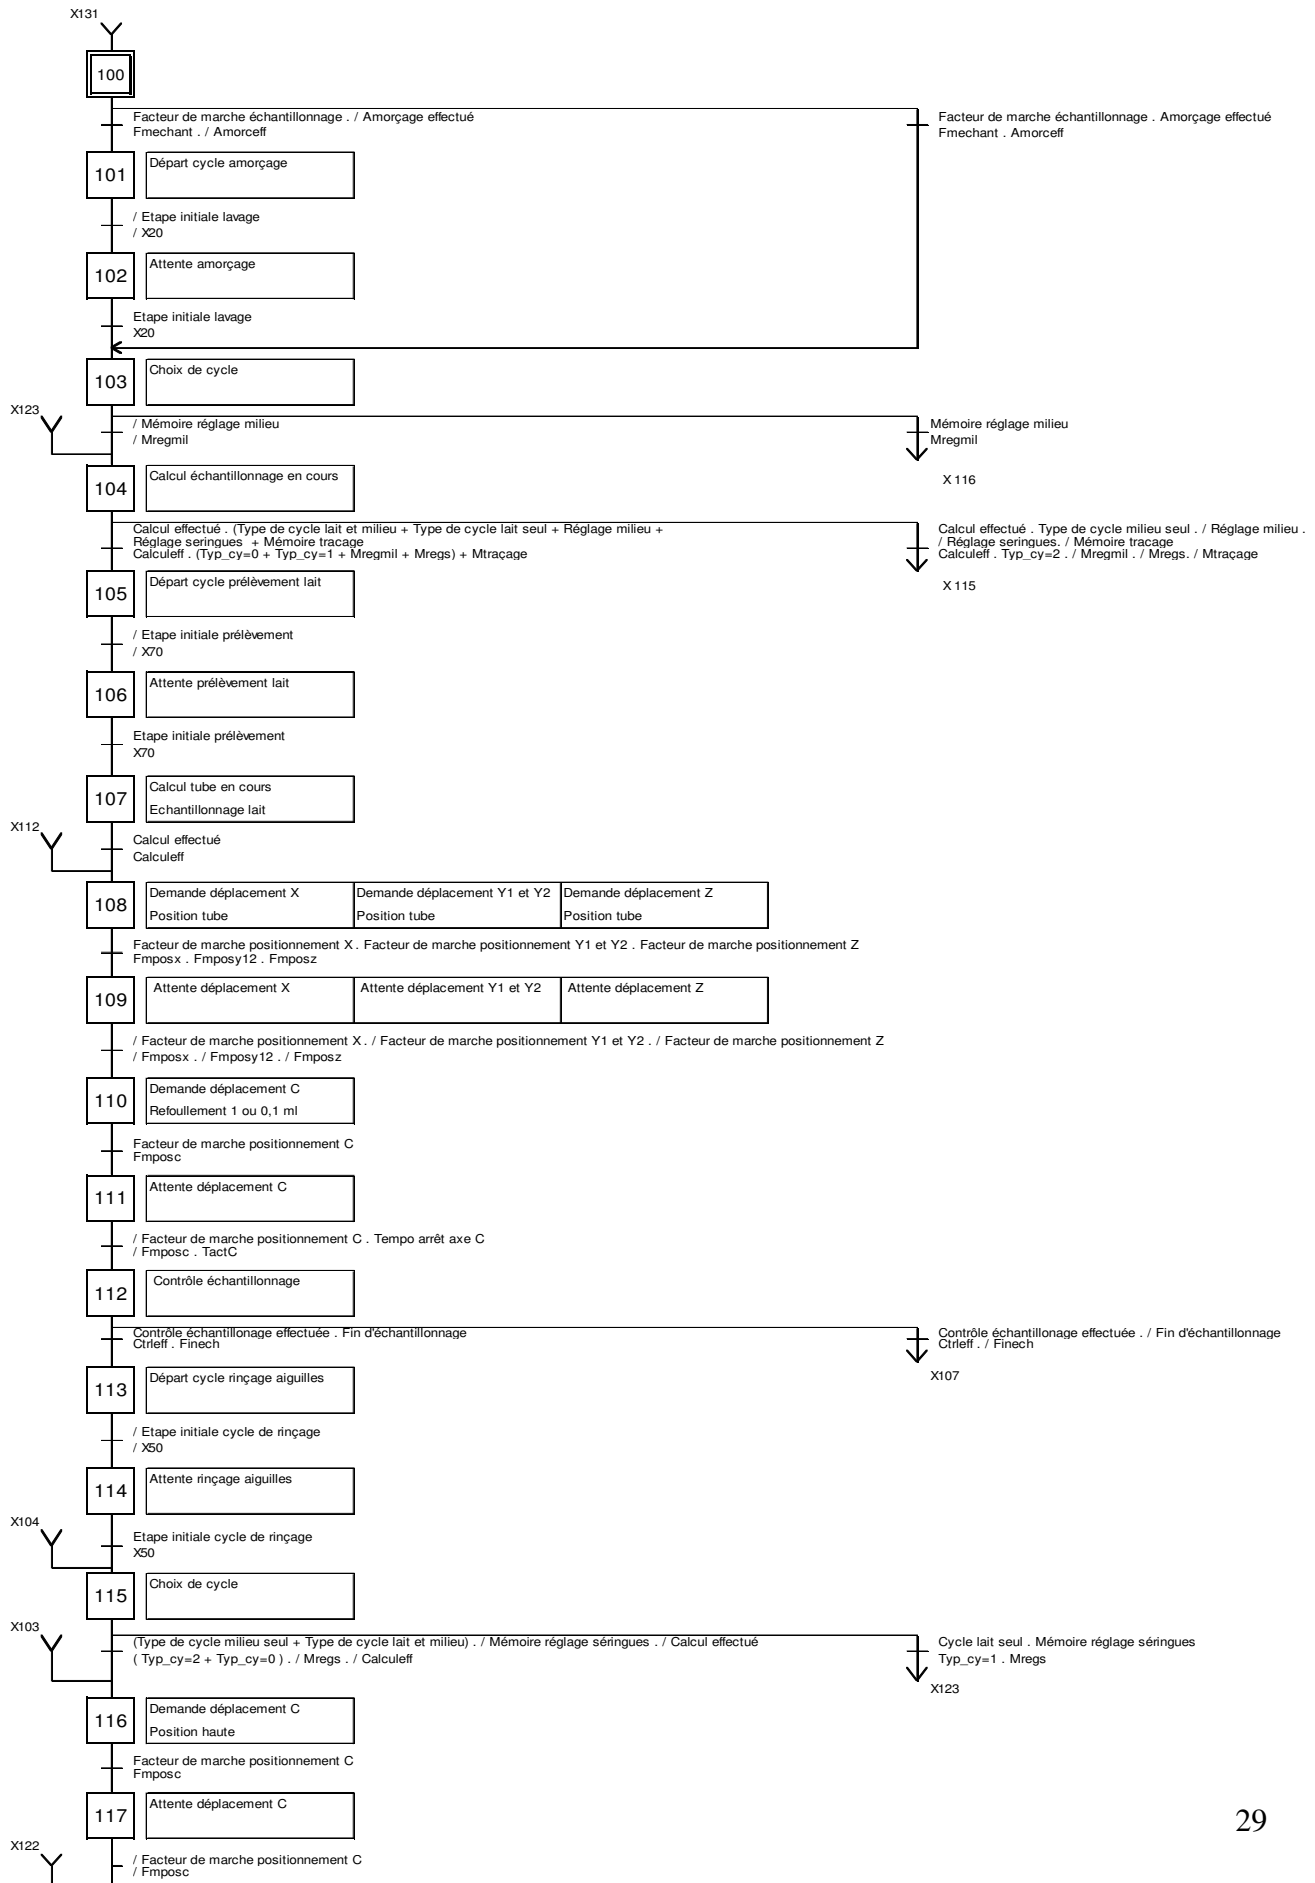 X131
100
Facteur de marche échantillonnage . / Amorçage effectué
Fmechant . / Amorceff
Facteur de marche échantillonnage . Amorçage effectué
Fmechant . Amorceff
101
Départ cycle amorçage
/ Etape initiale lavage
/ X20
102
Attente amorçage
Etape initiale lavage
X20
103
Choix de cycle
X123
/ Mémoire réglage milieu
/ Mregmil
Mémoire réglage milieu
Mregmil
X 116
104
Calcul échantillonnage en cours
Calcul effectué . (Type de cycle lait et milieu + Type de cycle lait seul + Réglage milieu +
Réglage seringues + Mémoire tracage
Calculeff . (Typ_cy=0 + Typ_cy=1 + Mregmil + Mregs) + Mtraçage
Calcul effectué . Type de cycle milieu seul . / Réglage milieu .
/ Réglage seringues. / Mémoire tracage
Calculeff . Typ_cy=2 . / Mregmil . / Mregs. / Mtraçage
X 115
105
Départ cycle prélèvement lait
/ Etape initiale prélèvement
/ X70
106
Attente prélèvement lait
Etape initiale prélèvement
X70
107
Calcul tube en cours
Echantillonnage lait
X112
Calcul effectué
Calculeff
108
Demande déplacement X
Position tube
Demande déplacement Y1 et Y2
Position tube
Demande déplacement Z
Position tube
Facteur de marche positionnement X . Facteur de marche positionnement Y1 et Y2 . Facteur de marche positionnement Z
Fmposx . Fmposy12 . Fmposz
109
Attente déplacement X
Attente déplacement Y1 et Y2
Attente déplacement Z
/ Facteur de marche positionnement X . / Facteur de marche positionnement Y1 et Y2 . / Facteur de marche positionnement Z
/ Fmposx . / Fmposy12 . / Fmposz
110
Demande déplacement C
Refoullement 1 ou 0,1 ml
Facteur de marche positionnement C
Fmposc
111
Attente déplacement C
/ Facteur de marche positionnement C . Tempo arrêt axe C
/ Fmposc . TactC
112
Contrôle échantillonnage
Contrôle échantillonage effectuée . Fin d'échantillonnage
Ctrleff . Finech
Contrôle échantillonage effectuée . / Fin d'échantillonnage
Ctrleff . / Finech
X107
113
Départ cycle rinçage aiguilles
/ Etape initiale cycle de rinçage
/ X50
114
Attente rinçage aiguilles
X104
Etape initiale cycle de rinçage
X50
115
Choix de cycle
X103
(Type de cycle milieu seul + Type de cycle lait et milieu) . / Mémoire réglage séringues . / Calcul effectué
( Typ_cy=2 + Typ_cy=0 ) . / Mregs . / Calculeff
Cycle lait seul . Mémoire réglage séringues
Typ_cy=1 . Mregs
X123
116
Demande déplacement C
Position haute
Facteur de marche positionnement C
Fmposc
117
Attente déplacement C
29
X122
/ Facteur de marche positionnement C
/ Fmposc